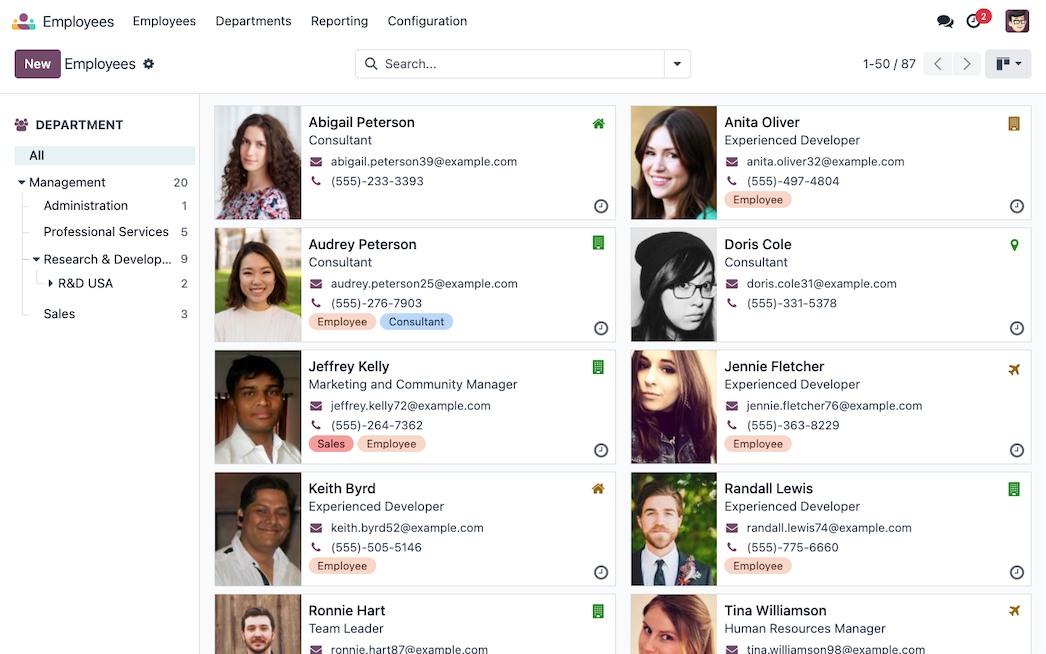 Employees Employees Departments Reporting Configuration 2
New Employees Search... 1-50 / 87
DEPARTMENT
All
Management 20
Administration 1
Professional Services 5
Research & Develop... 9
R&D USA 2
Sales 3
Abigail Peterson
Consultant
abigail.peterson39@example.com
(555)-233-3393
Anita Oliver
Experienced Developer
anita.oliver32@example.com
(555)-497-4804
Employee
Audrey Peterson
Consultant
audrey.peterson25@example.com
(555)-276-7903
Employee Consultant
Doris Cole
Consultant
doris.cole31@example.com
(555)-331-5378
Jeffrey Kelly
Marketing and Community Manager
jeffrey.kelly72@example.com
(555)-264-7362
Sales Employee
Jennie Fletcher
Experienced Developer
jennie.fletcher76@example.com
(555)-363-8229
Employee
Keith Byrd
Experienced Developer
keith.byrd52@example.com
(555)-505-5146
Employee
Randall Lewis
Experienced Developer
randall.lewis74@example.com
(555)-775-6660
Employee
Ronnie Hart
Team Leader
ronnie.hart87@example.com
Tina Williamson
Human Resources Manager
tina.williamson98@example.com